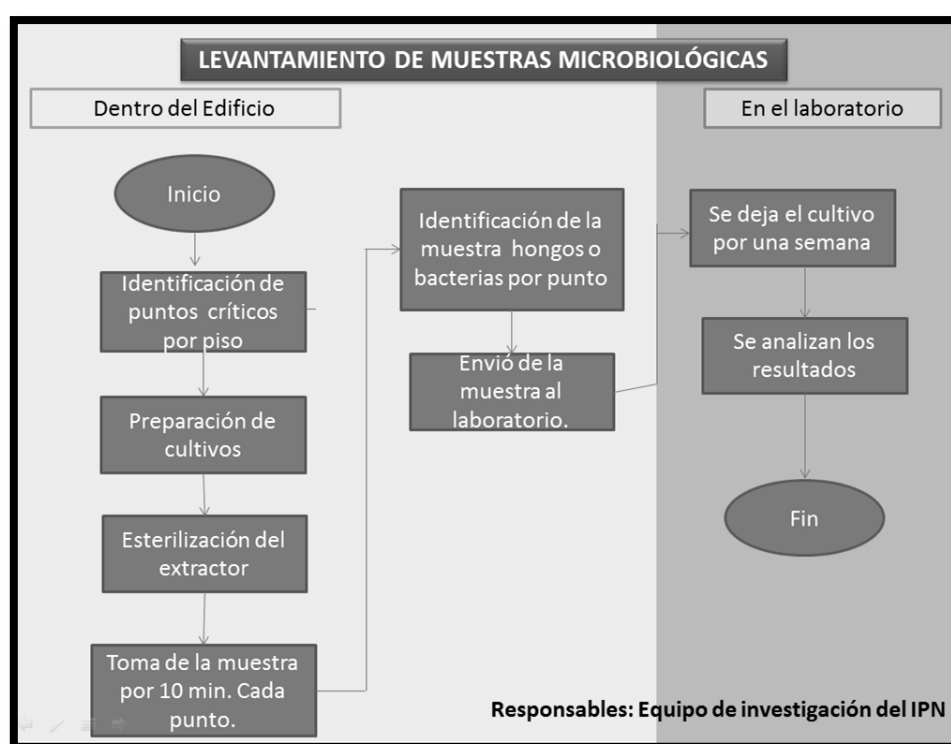 LEVANTAMIENTO DE MUESTRAS MICROBIOLÓGICAS
Dentro del Edificio
En el laboratorio
Inicio
Identificación de
puntos críticos
por piso
Preparación de
cultivos
Esterilización del
extractor
Toma de la muestra
por 10 min. Cada
punto.
Identificación de la
muestra hongos o
bacterias por punto
Envió de la
muestra al
laboratorio.
Se deja el cultivo
por una semana
Se analizan los
resultados
Fin
Responsables: Equipo de investigación del IPN